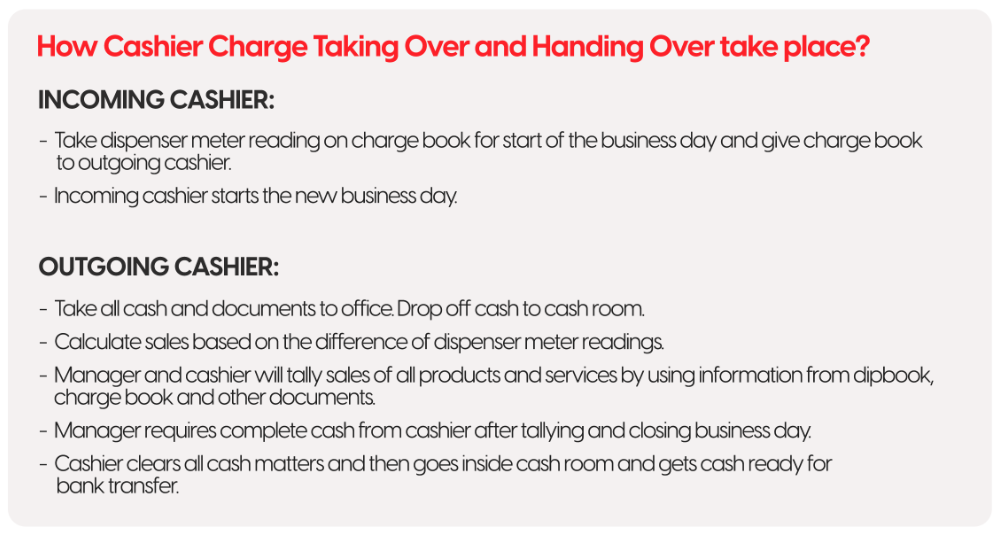 How Cashier Charge Taking Over and Handing Over take place?
INCOMING CASHIER:
- Take dispenser meter reading on charge book for start of the business day and give charge book
to outgoing cashier.
- Incoming cashier starts the new business day.
OUTGOING CASHIER:
- Take all cash and documents to office. Drop off cash to cash room.
- Calculate sales based on the difference of dispenser meter readings.
- Manager and cashier will tally sales of all products and services by using information from dipbook,
charge book and other documents.
- Manager requires complete cash from cashier after tallying and closing business day.
- Cashier clears all cash matters and then goes inside cash room and gets cash ready for
bank transfer.